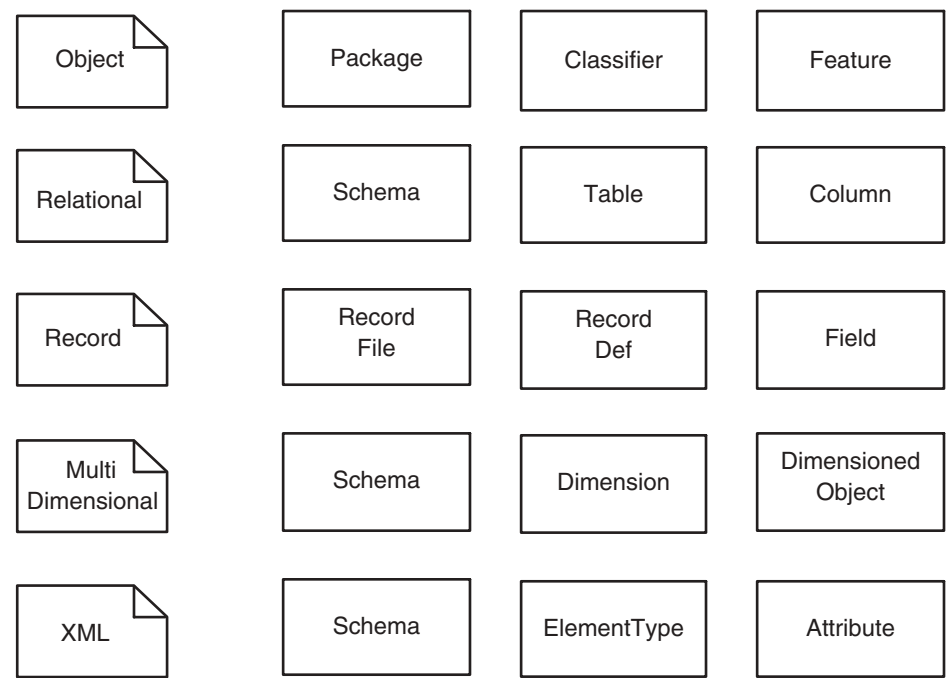 Object
Package
Classifier
Feature
Relational
Schema
Table
Column
Record
Record
File
Record
Def
Field
Multi
Dimensional
Schema
Dimension
Dimensioned
Object
XML
Schema
ElementType
Attribute